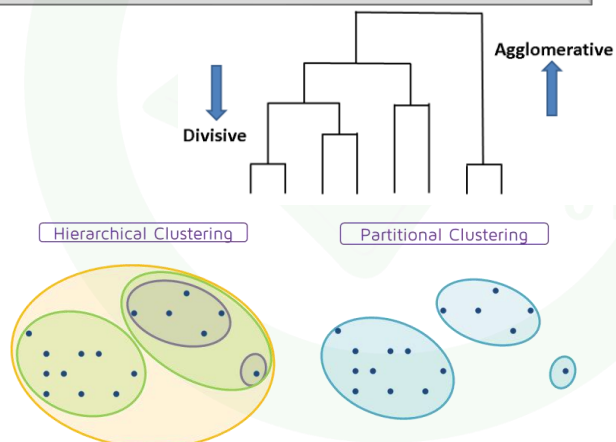 Agglomerative
Divisive
Hierarchical Clustering
Partitional Clustering